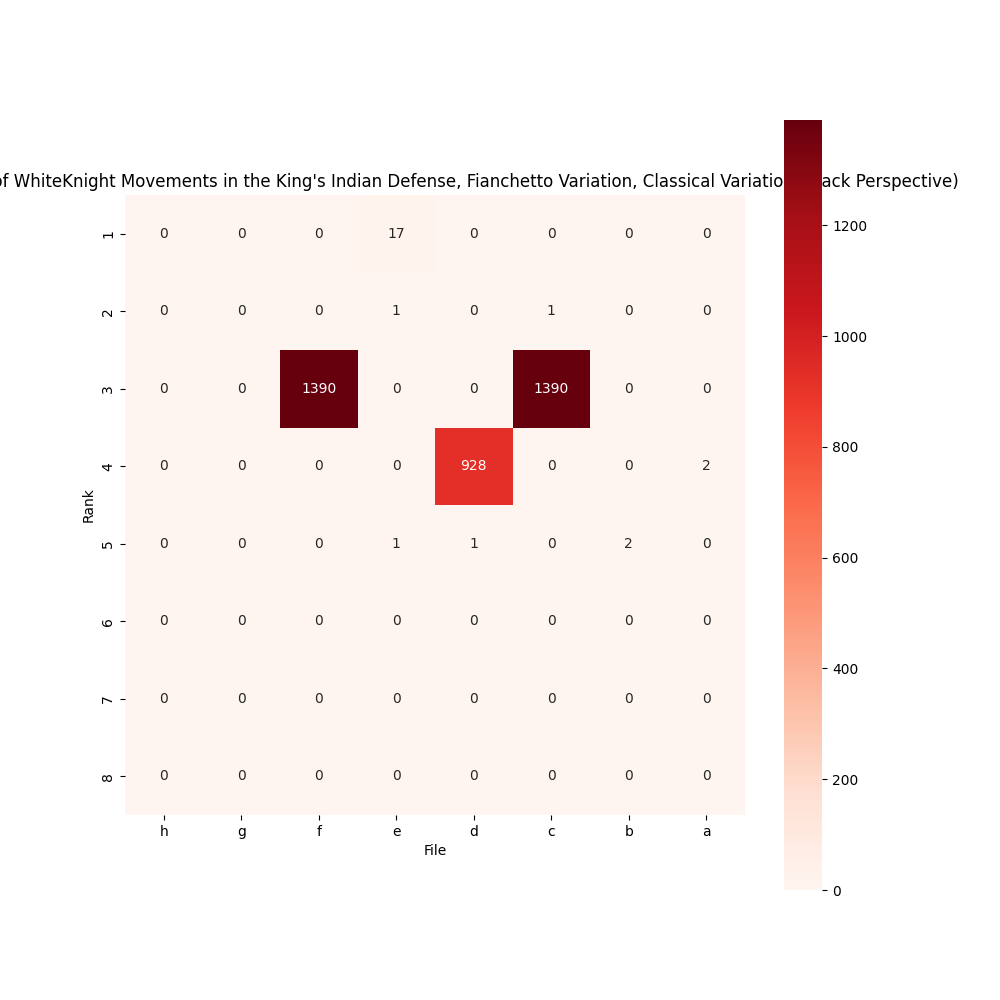 of WhiteKnight Movements in the King's Indian Defense, Fianchetto Variation, Classical Variatio ack Perspective)
1200
1 0 0 0 17 0 0 0 0
2 0 0 0 1 0 1 0 0
1000
3 0 0 1390 0 0 1390 0 0
800
4 0 0 0 0 928 0 0 2
Rank
5 0 0 0 1 1 0 2 0
600
6 0 0 0 0 0 0 0 0
400
7 0 0 0 0 0 0 0 0
8 0 0 0 0 0 0 0 0
200
h g f e d c b a
File
0